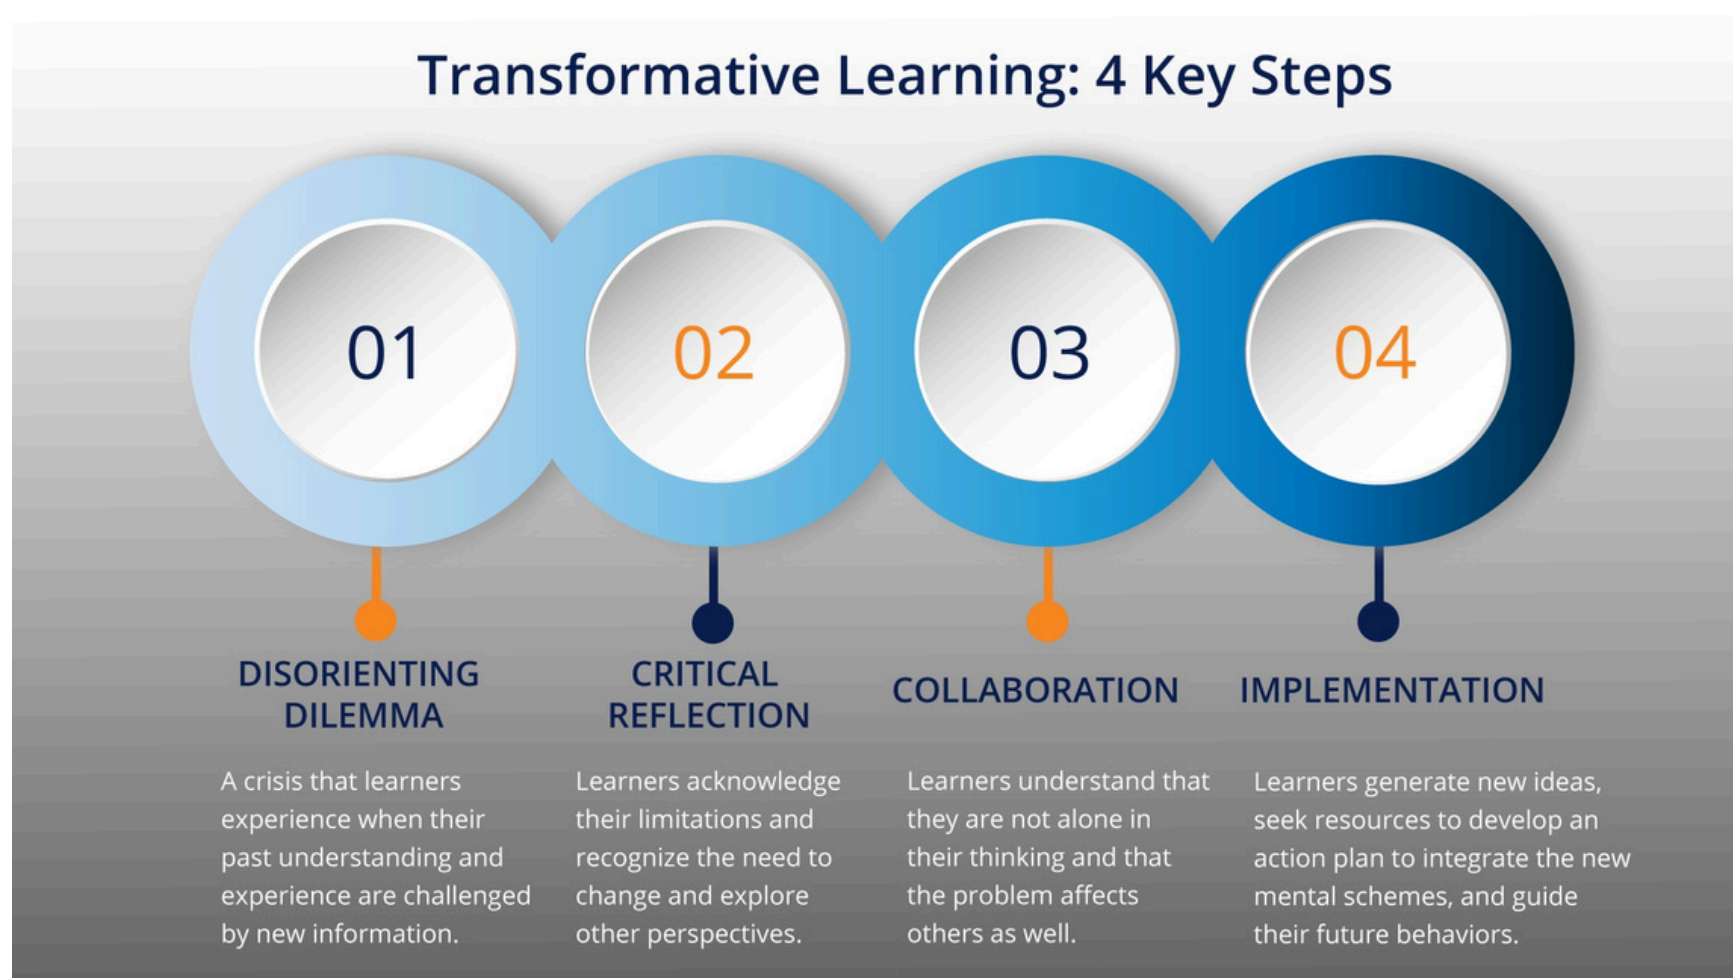 Transformative Learning: 4 Key Steps
01
02
03
04
DISORIENTING
DILEMMA
A crisis that learners
experience when their
past understanding and
experience are challenged
by new information.
CRITICAL
REFLECTION
Learners acknowledge
their limitations and
recognize the need to
change and explore
other perspectives.
COLLABORATION
Learners understand that
they are not alone in
their thinking and that
the problem affects
others as well.
IMPLEMENTATION
Learners generate new ideas,
seek resources to develop an
action plan to integrate the new
mental schemes, and guide
their future behaviors.